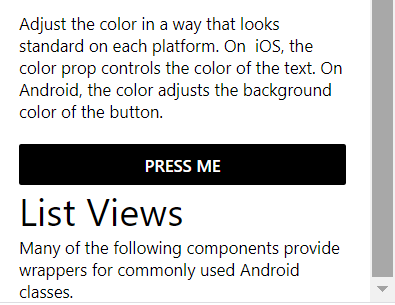 Adjust the color in a way that looks
standard on each platform. On  iOS, the
color prop controls the color of the text. On
Android, the color adjusts the background
color of the button.
PRESS ME
List Views
Many of the following components provide
wrappers for commonly used Android
classes.